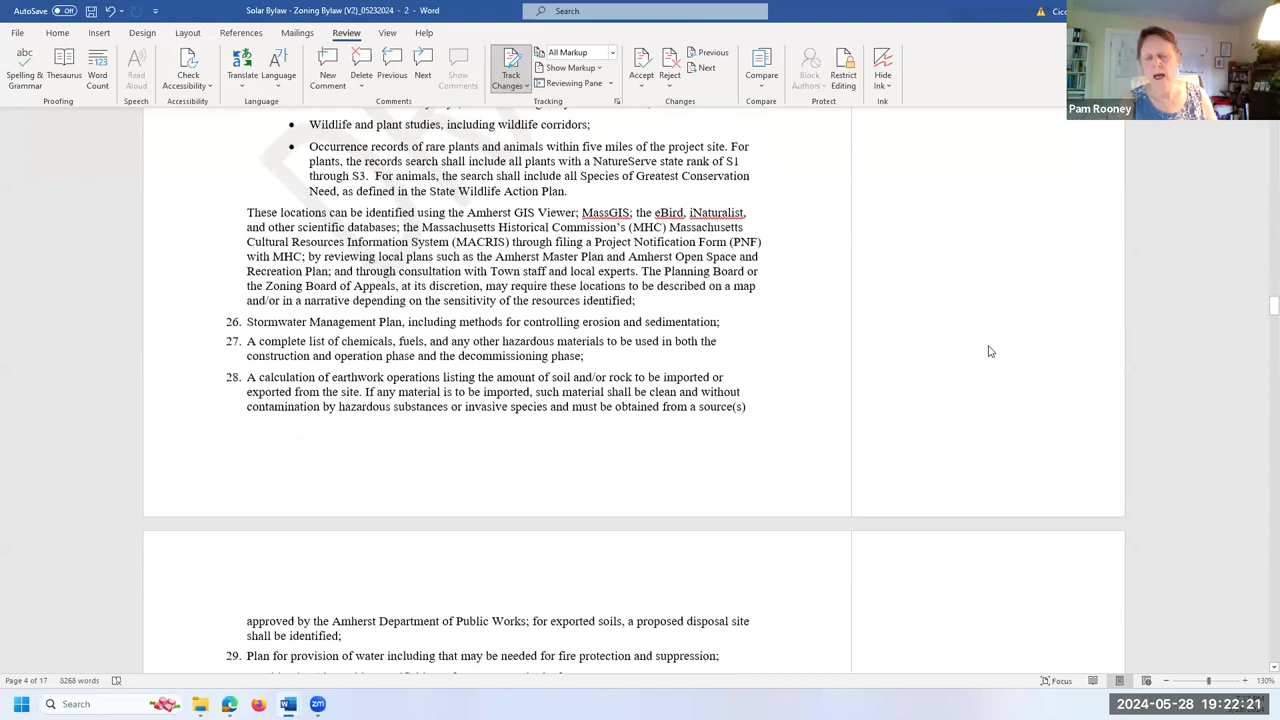 AutoSave Off
Solar Bylaw - Zoning Bylaw (V2)_05232024 - 2 - Word
Search
File Home Insert Draw Design Layout References Mailings Review View Help
abc
Spelling & Grammar
Thesaurus
Word Count
Read Aloud
Check Accessibility
Translate
Language
New Comment
Delete
Previous
Next
Show Comments
Track Changes
All Markup
Show Markup
Reviewing Pane
Accept
Reject
Previous
Next
Compare
Block Authors
Restrict Editing
Hide Ink
Proofing
Speech
Accessibility
Language
Comments
Tracking
Changes
Compare
Protect
Ink
Pam Rooney
• Wildlife and plant studies, including wildlife corridors;
• Occurrence records of rare plants and animals within five miles of the project site. For
plants, the records search shall include all plants with a NatureServe state rank of S1
through S3. For animals, the search shall include all Species of Greatest Conservation
Need, as defined in the State Wildlife Action Plan.
These locations can be identified using the Amherst GIS Viewer; MassGIS; the eBird, iNaturalist,
and other scientific databases; the Massachusetts Historical Commission's (MHC) Massachusetts
Cultural Resources Information System (MACRIS) through filing a Project Notification Form (PNF)
with MHC; by reviewing local plans such as the Amherst Master Plan and Amherst Open Space and
Recreation Plan; and through consultation with Town staff and local experts. The Planning Board or
the Zoning Board of Appeals, at its discretion, may require these locations to be described on a map
and/or in a narrative depending on the sensitivity of the resources identified;
26. Stormwater Management Plan, including methods for controlling erosion and sedimentation;
27. A complete list of chemicals, fuels, and any other hazardous materials to be used in both the
construction and operation phase and the decommissioning phase;
28. A calculation of earthwork operations listing the amount of soil and/or rock to be imported or
exported from the site. If any material is to be imported, such material shall be clean and without
contamination by hazardous substances or invasive species and must be obtained from a source(s)
approved by the Amherst Department of Public Works; for exported soils, a proposed disposal site
shall be identified;
29. Plan for provision of water including that may be needed for fire protection and suppression;
Page 4 of 17 8268 words
Focus
130%
Search
2024-05-28 19:22:21